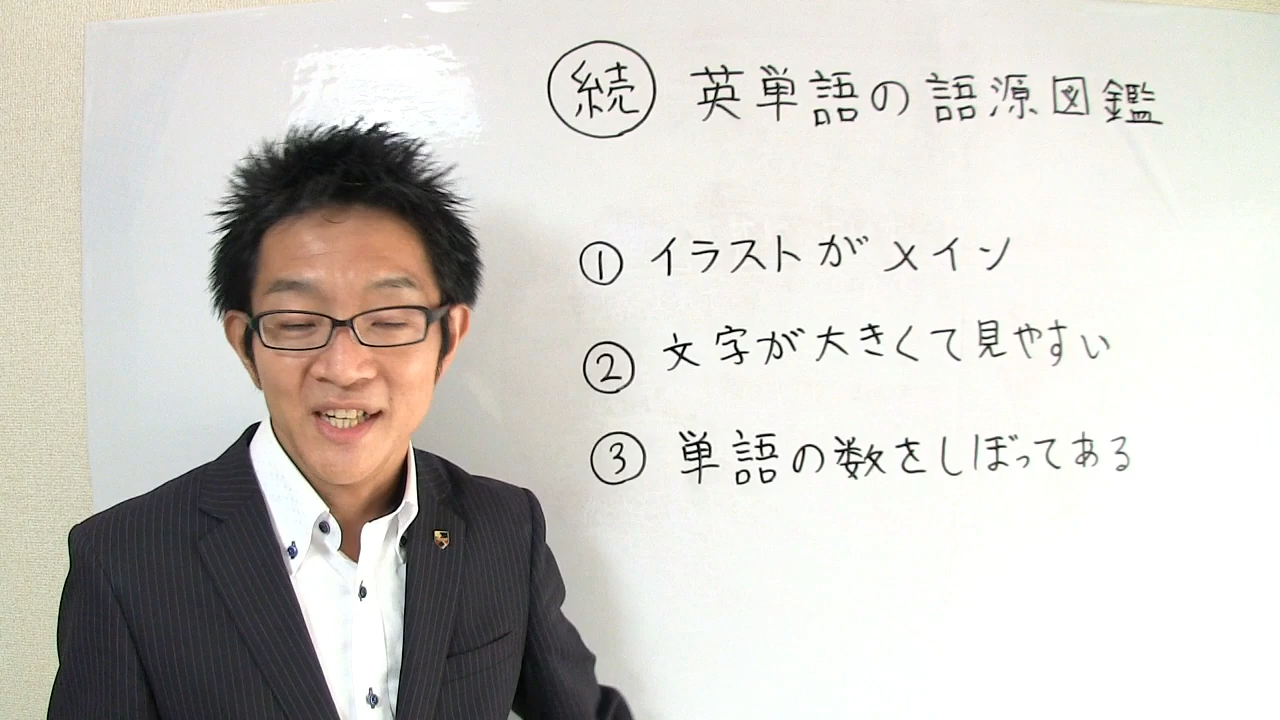 続 英単語の語源図鑑
① イラストがメイン
② 文字が大きくて見やすい
③ 単語の数をしぼってある